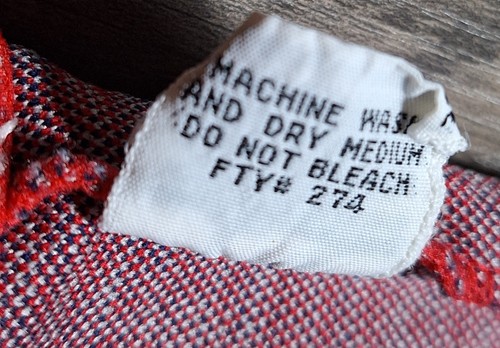 MACHINE WASH
AND DRY MEDIUM
DO NOT BLEACH
FTY# 274